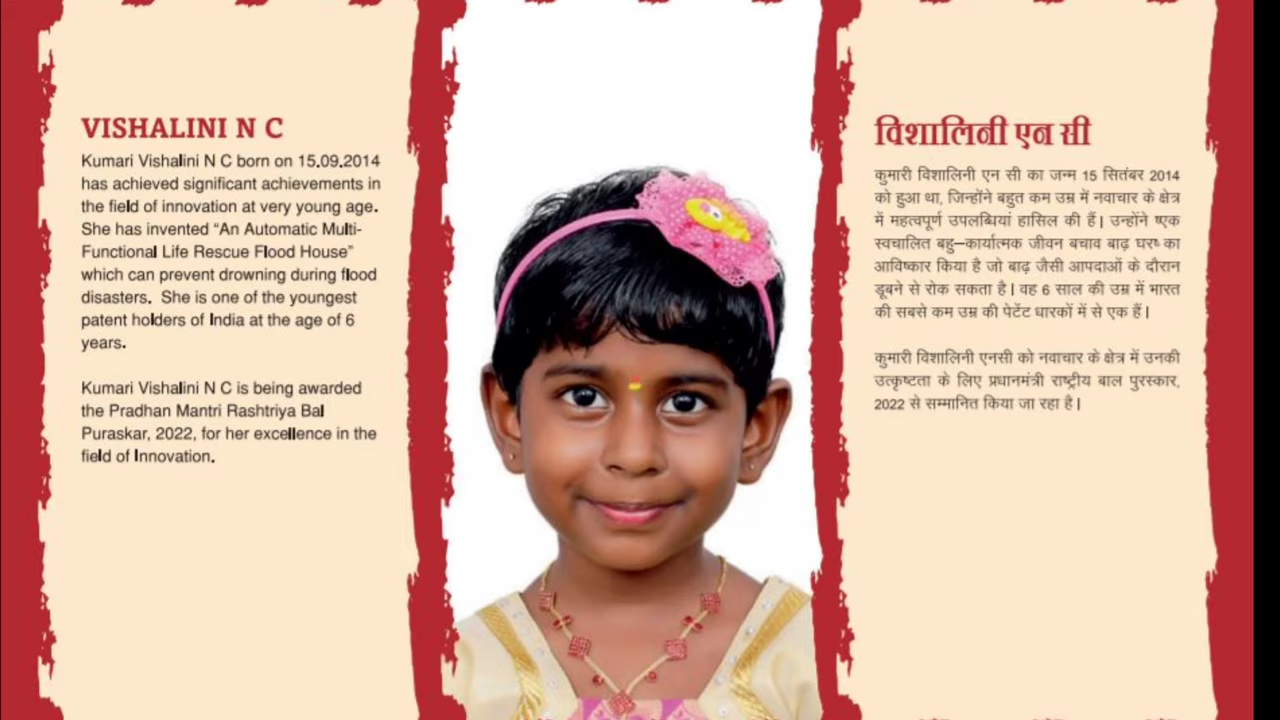 VISHALINI N C
Kumari Vishalini N C born on 15.09.2014
has achieved significant achievements in
the field of innovation at very young age.
She has invented “An Automatic Multi-
Functional Life Rescue Flood House”
which can prevent drowning during flood
disasters. She is one of the youngest
patent holders of India at the age of 6
years.
Kumari Vishalini N C is being awarded
the Pradhan Mantri Rashtriya Bal
Puraskar, 2022, for her excellence in the
field of Innovation.
विशालिनी एन सी
कुमारी विशालिनी एन सी का जन्म 15 सितंबर 2014
को हुआ था, जिन्होंने बहुत कम उम्र में नवाचार के क्षेत्र
में महत्वपूर्ण उपलब्धियां हासिल की हैं। उन्होंने ष्एक
स्वचालित बहु–कार्यात्मक जीवन बचाव बाढ़ घरष् का
आविष्कार किया है जो बाढ़ जैसी आपदाओं के दौरान
डूबने से रोक सकता है। वह 6 साल की उम्र में भारत
की सबसे कम उम्र की पेटेंट धारकों में से एक हैं।
कुमारी विशालिनी एनसी को नवाचार के क्षेत्र में उनकी
उत्कृष्टता के लिए प्रधानमंत्री राष्ट्रीय बाल पुरस्कार,
2022 से सम्मानित किया जा रहा है।